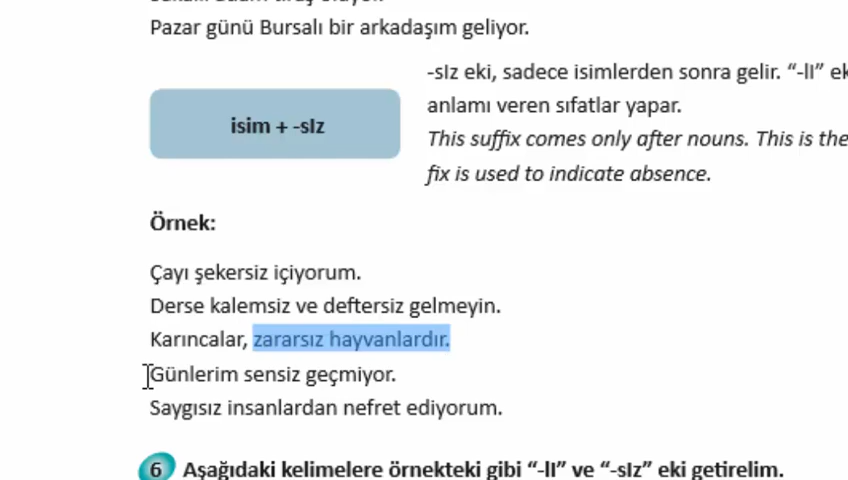 Pazar günü Bursalı bir arkadaşım geliyor.
-sIz eki, sadece isimlerden sonra gelir. “-lI” ek
anlamı veren sıfatlar yapar.
isim + -sIz
This suffix comes only after nouns. This is the
fix is used to indicate absence.
Örnek:
Çayı şekersiz içiyorum.
Derse kalemsiz ve deftersiz gelmeyin.
Karıncalar, zararsız hayvanlardır.
Günlerim sensiz geçmiyor.
Saygısız insanlardan nefret ediyorum.
6 Aşağıdaki kelimelere örnekteki gibi “-lI” ve “-sIz” eki getirelim.